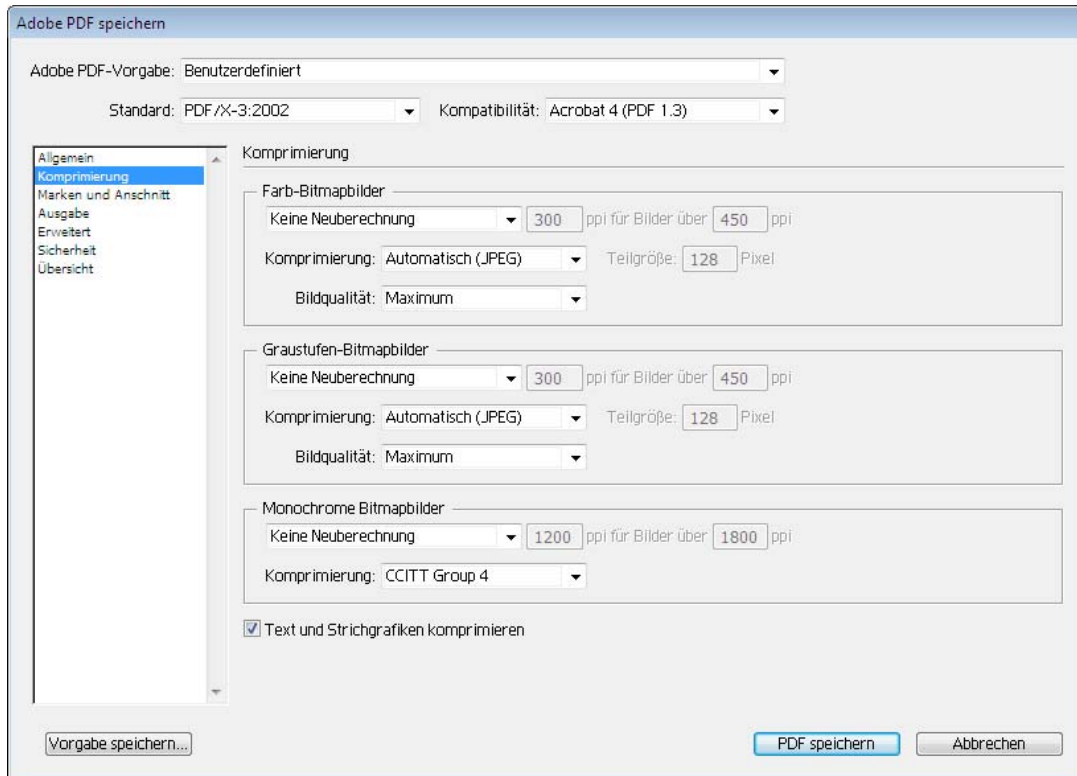 Adobe PDF speichern
Adobe PDF-Vorgabe: Benutzerdefiniert
Standard: PDF/X-3:2002 Kompatibilität: Acrobat 4 (PDF 1.3)
Allgemein
Komprimierung
Marken und Anschnitt
Ausgabe
Erweitert
Sicherheit
Übersicht
Komprimierung
Farb-Bitmapbilder
Keine Neuberechnung 300 ppi für Bilder über 450 ppi
Komprimierung: Automatisch (JPEG) Teilgröße: 128 Pixel
Bildqualität: Maximum
Graustufen-Bitmapbilder
Keine Neuberechnung 300 ppi für Bilder über 450 ppi
Komprimierung: Automatisch (JPEG) Teilgröße: 128 Pixel
Bildqualität: Maximum
Monochrome Bitmapbilder
Keine Neuberechnung 1200 ppi für Bilder über 1800 ppi
Komprimierung: CCITT Group 4
Text und Strichgrafiken komprimieren
Vorgabe speichern... PDF speichern Abbrechen